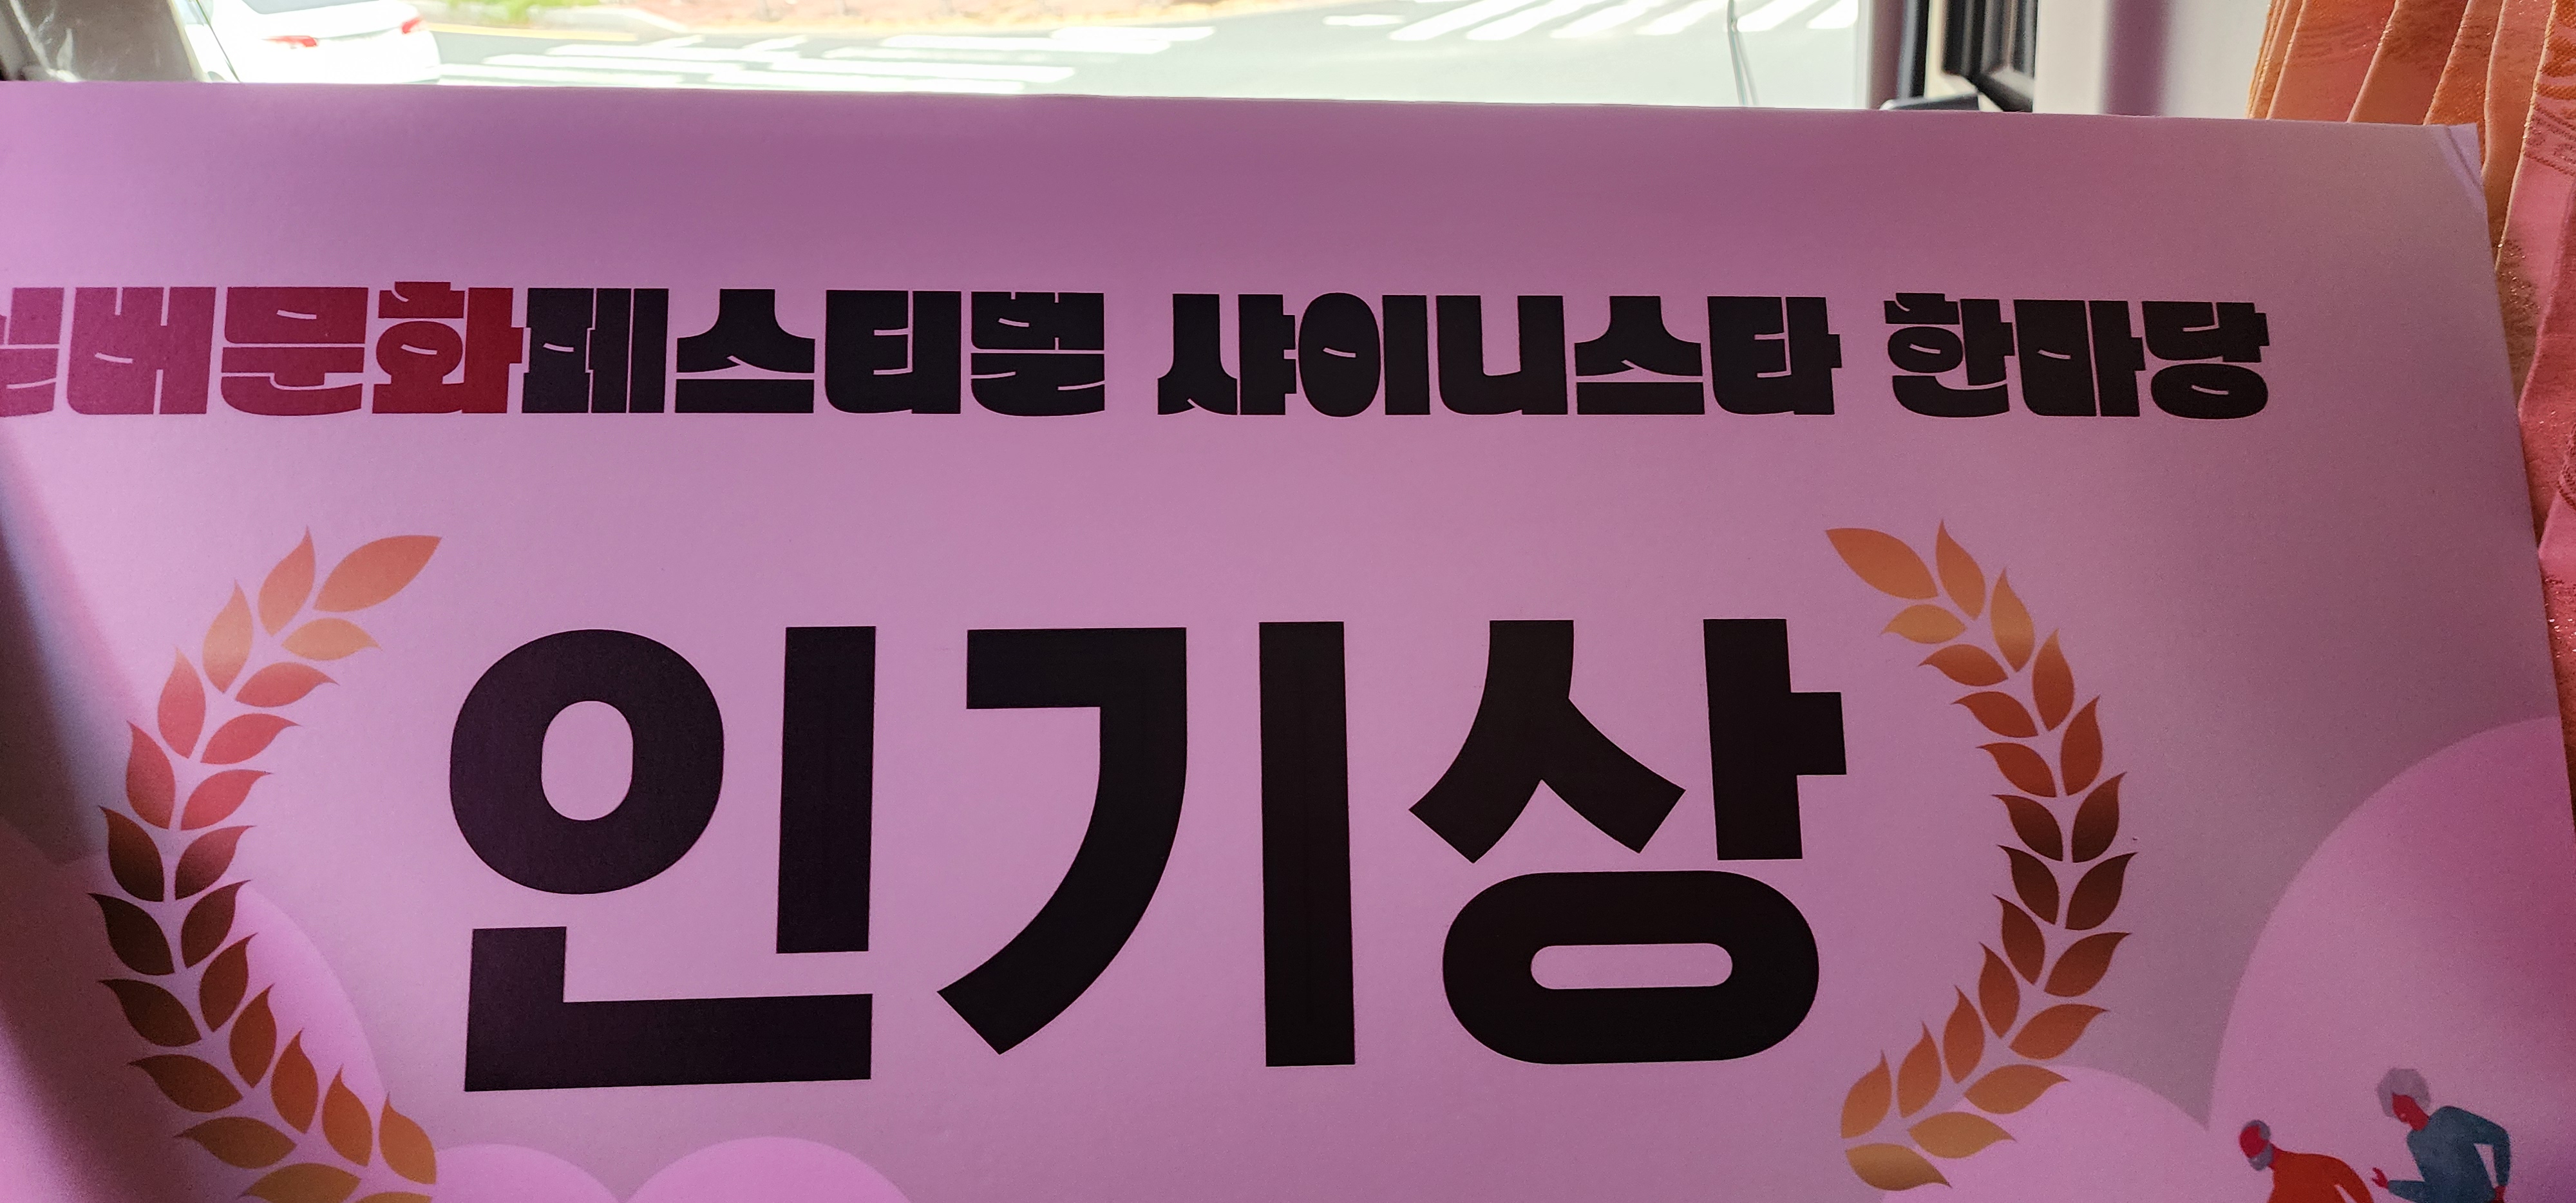 버문화페스티벌 샤이니스타 한마당
인기상